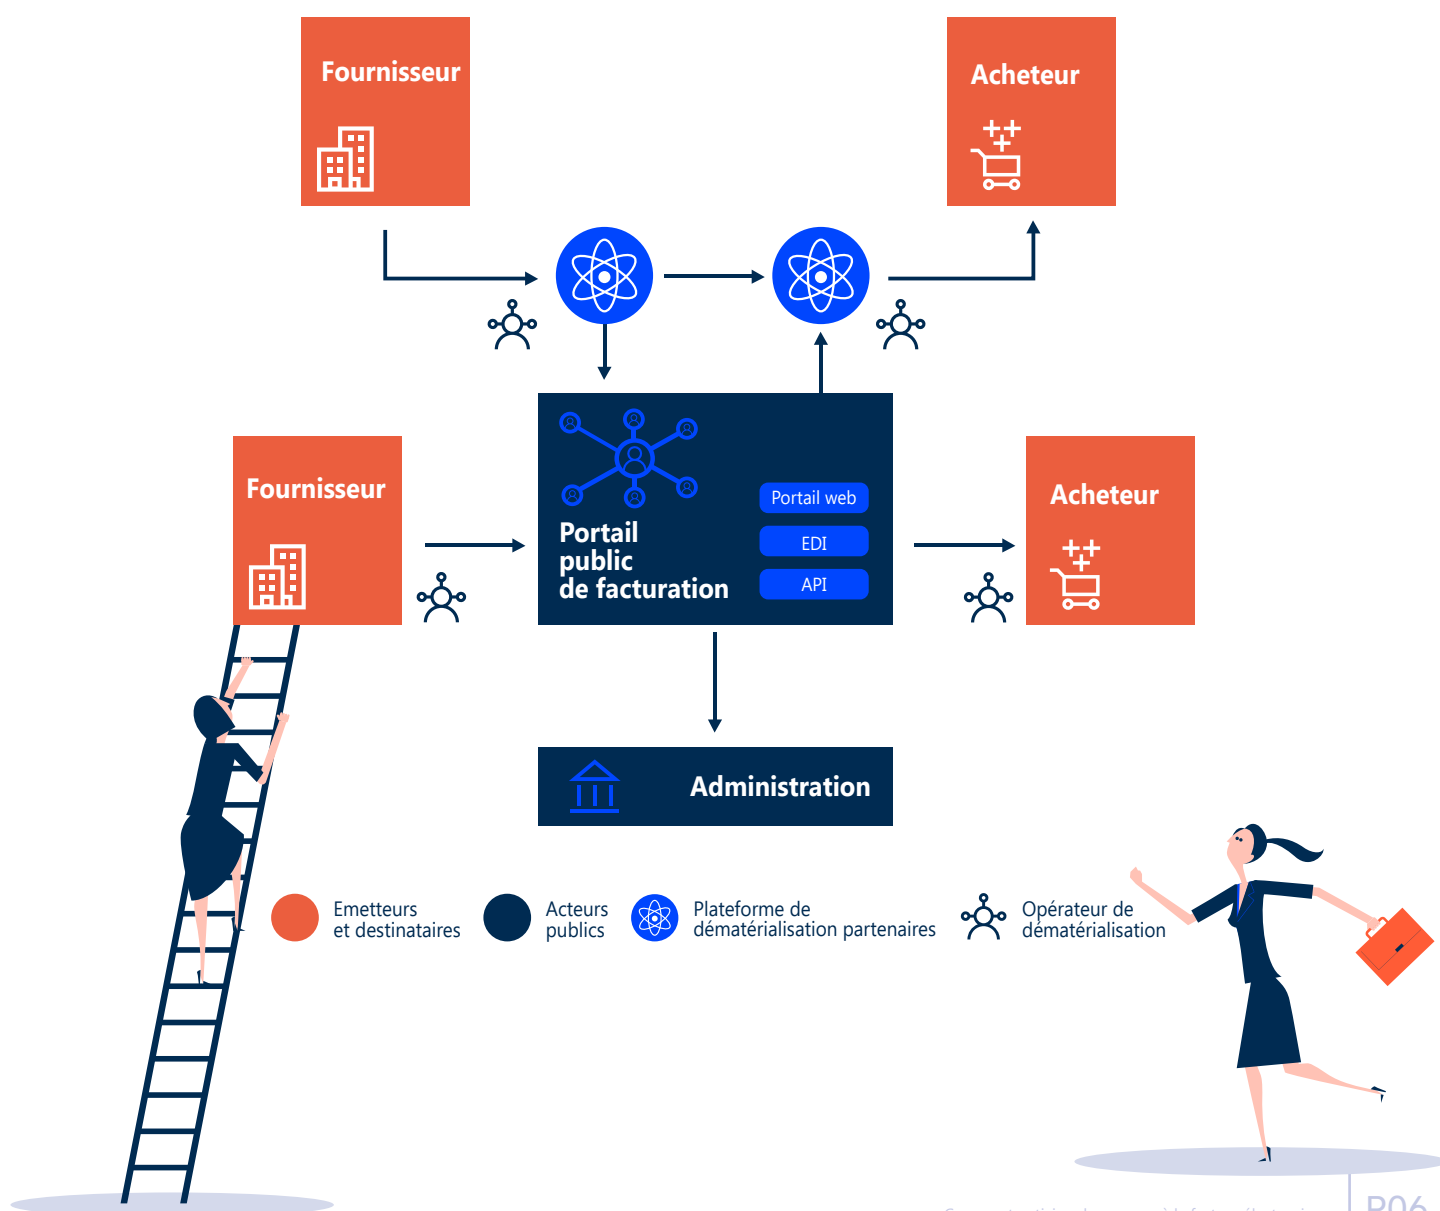 Fournisseur
Acheteur
Fournisseur
Portail
public
de facturation
Portail web
EDI
API
Acheteur
Administration
Emetteurs
et destinataires
Acteurs
publics
Plateforme de
dématérialisation partenaires
Opérateur de
dématérialisation
P06